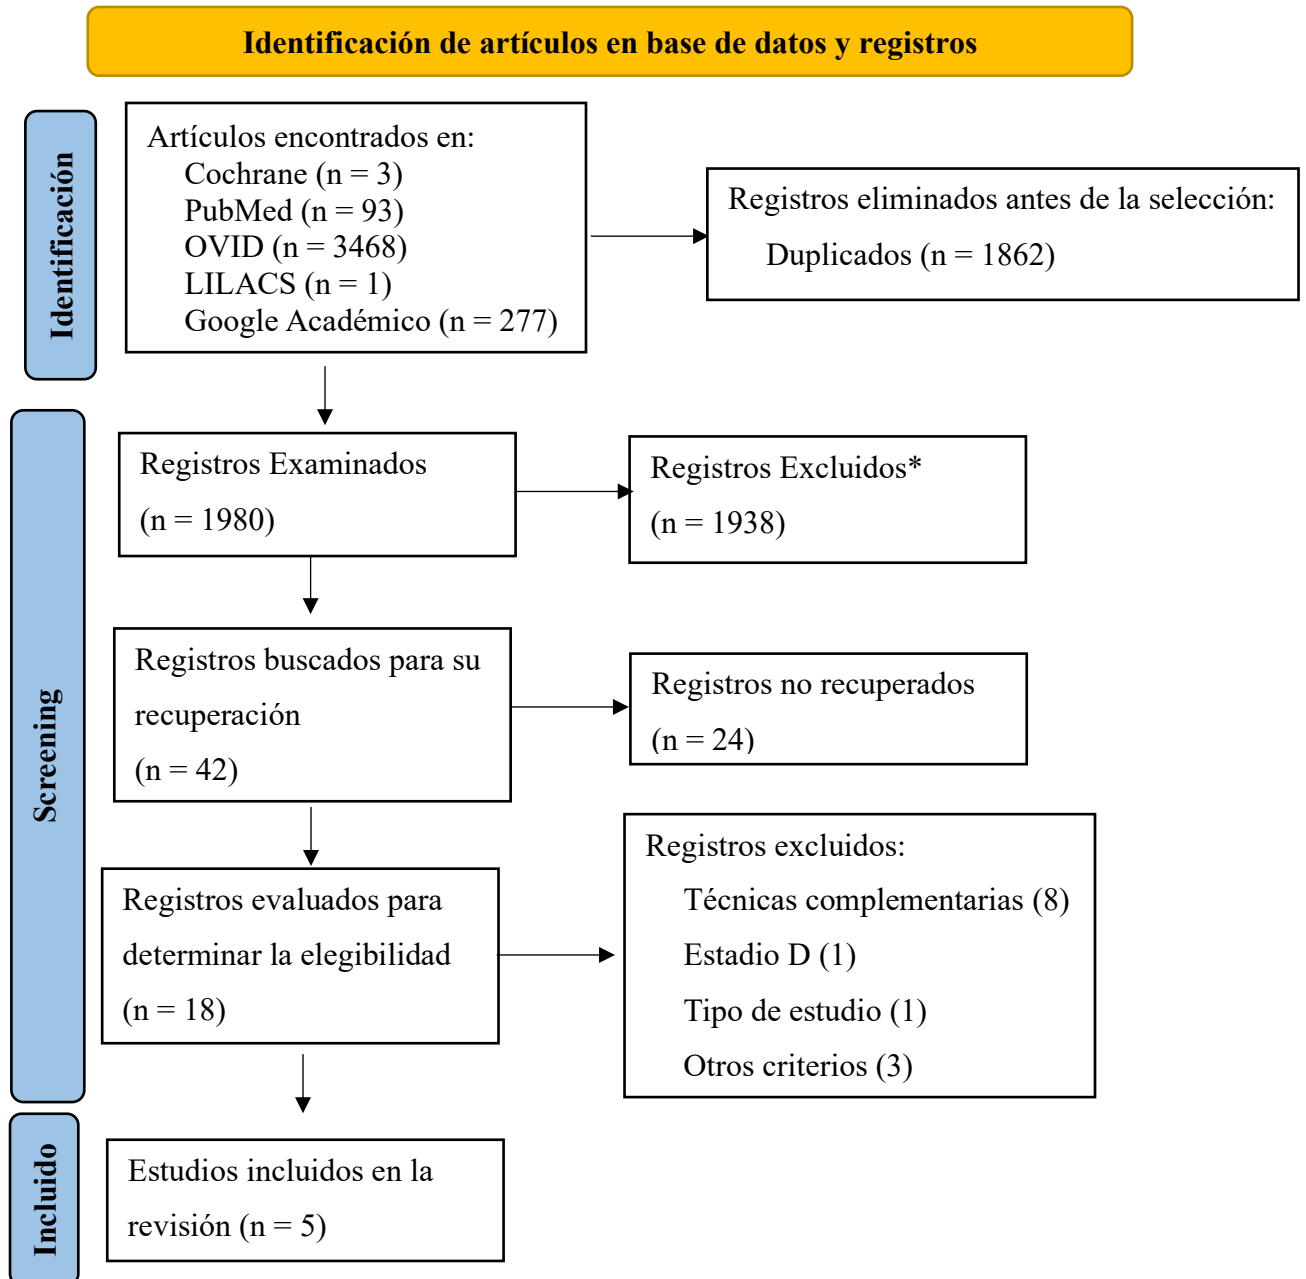 Identificación de artículos en base de datos y registros
Identificación
Artículos encontrados en:
Cochrane (n = 3)
PubMed (n = 93)
OVID (n = 3468)
LILACS (n = 1)
Google Académico (n = 277)
Registros eliminados antes de la selección:
Duplicados (n = 1862)
Screening
Registros Examinados
(n = 1980)
Registros Excluidos*
(n = 1938)
Registros buscados para su
recuperación
(n = 42)
Registros no recuperados
(n = 24)
Registros evaluados para
determinar la elegibilidad
(n = 18)
Registros excluidos:
Técnicas complementarias (8)
Estadio D (1)
Tipo de estudio (1)
Otros criterios (3)
Incluido
Estudios incluidos en la
revisión (n = 5)